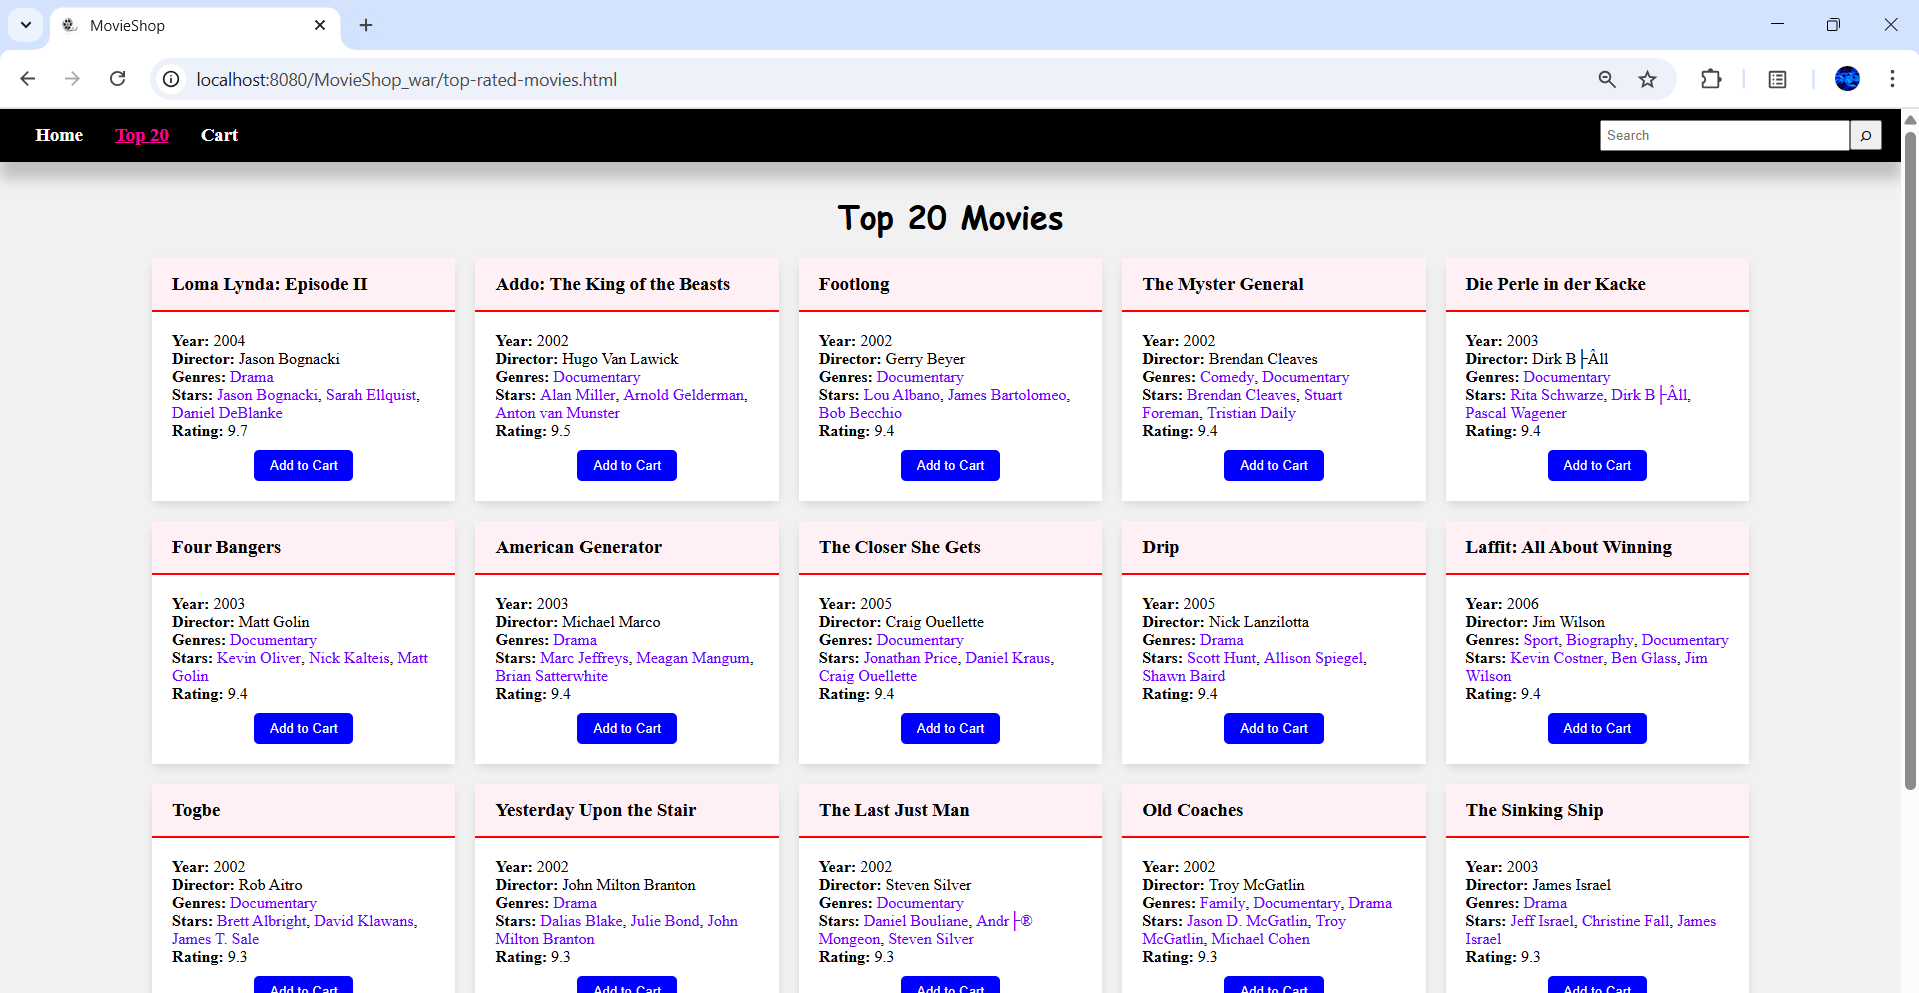 MovieShop
localhost:8080/MovieShop_war/top-rated-movies.html
Home Top 20 Cart Search
Top 20 Movies
Loma Lynda: Episode II
Year: 2004
Director: Jason Bognacki
Genres: Drama
Stars: Jason Bognacki, Sarah Ellquist,
Daniel DeBlanke
Rating: 9.7
Add to Cart
Addo: The King of the Beasts
Year: 2002
Director: Hugo Van Lawick
Genres: Documentary
Stars: Alan Miller, Arnold Gelderman,
Anton van Munster
Rating: 9.5
Add to Cart
Footlong
Year: 2002
Director: Gerry Beyer
Genres: Documentary
Stars: Lou Albano, James Bartolomeo,
Bob Becchio
Rating: 9.4
Add to Cart
The Myster General
Year: 2002
Director: Brendan Cleaves
Genres: Comedy, Documentary
Stars: Brendan Cleaves, Stuart
Foreman, Tristian Daily
Rating: 9.4
Add to Cart
Die Perle in der Kacke
Year: 2003
Director: Dirk B├Âll
Genres: Documentary
Stars: Rita Schwarze, Dirk B├Âll,
Pascal Wagener
Rating: 9.4
Add to Cart
Four Bangers
Year: 2003
Director: Matt Golin
Genres: Documentary
Stars: Kevin Oliver, Nick Kalteis, Matt
Golin
Rating: 9.4
Add to Cart
American Generator
Year: 2003
Director: Michael Marco
Genres: Drama
Stars: Marc Jeffreys, Meagan Mangum,
Brian Satterwhite
Rating: 9.4
Add to Cart
The Closer She Gets
Year: 2005
Director: Craig Ouellette
Genres: Documentary
Stars: Jonathan Price, Daniel Kraus,
Craig Ouellette
Rating: 9.4
Add to Cart
Drip
Year: 2005
Director: Nick Lanzilotta
Genres: Drama
Stars: Scott Hunt, Allison Spiegel,
Shawn Baird
Rating: 9.4
Add to Cart
Laffit: All About Winning
Year: 2006
Director: Jim Wilson
Genres: Sport, Biography, Documentary
Stars: Kevin Costner, Ben Glass, Jim
Wilson
Rating: 9.4
Add to Cart
Togbe
Year: 2002
Director: Rob Aitro
Genres: Documentary
Stars: Brett Albright, David Klawans,
James T. Sale
Rating: 9.3
Add to Cart
Yesterday Upon the Stair
Year: 2002
Director: John Milton Branton
Genres: Drama
Stars: Dalias Blake, Julie Bond, John
Milton Branton
Rating: 9.3
Add to Cart
The Last Just Man
Year: 2002
Director: Steven Silver
Genres: Documentary
Stars: Daniel Bouliane, Andr├®
Mongeon, Steven Silver
Rating: 9.3
Add to Cart
Old Coaches
Year: 2002
Director: Troy McGatlin
Genres: Family, Documentary, Drama
Stars: Jason D. McGatlin, Troy
McGatlin, Michael Cohen
Rating: 9.3
Add to Cart
The Sinking Ship
Year: 2003
Director: James Israel
Genres: Drama
Stars: Jeff Israel, Christine Fall, James
Israel
Rating: 9.3
Add to Cart